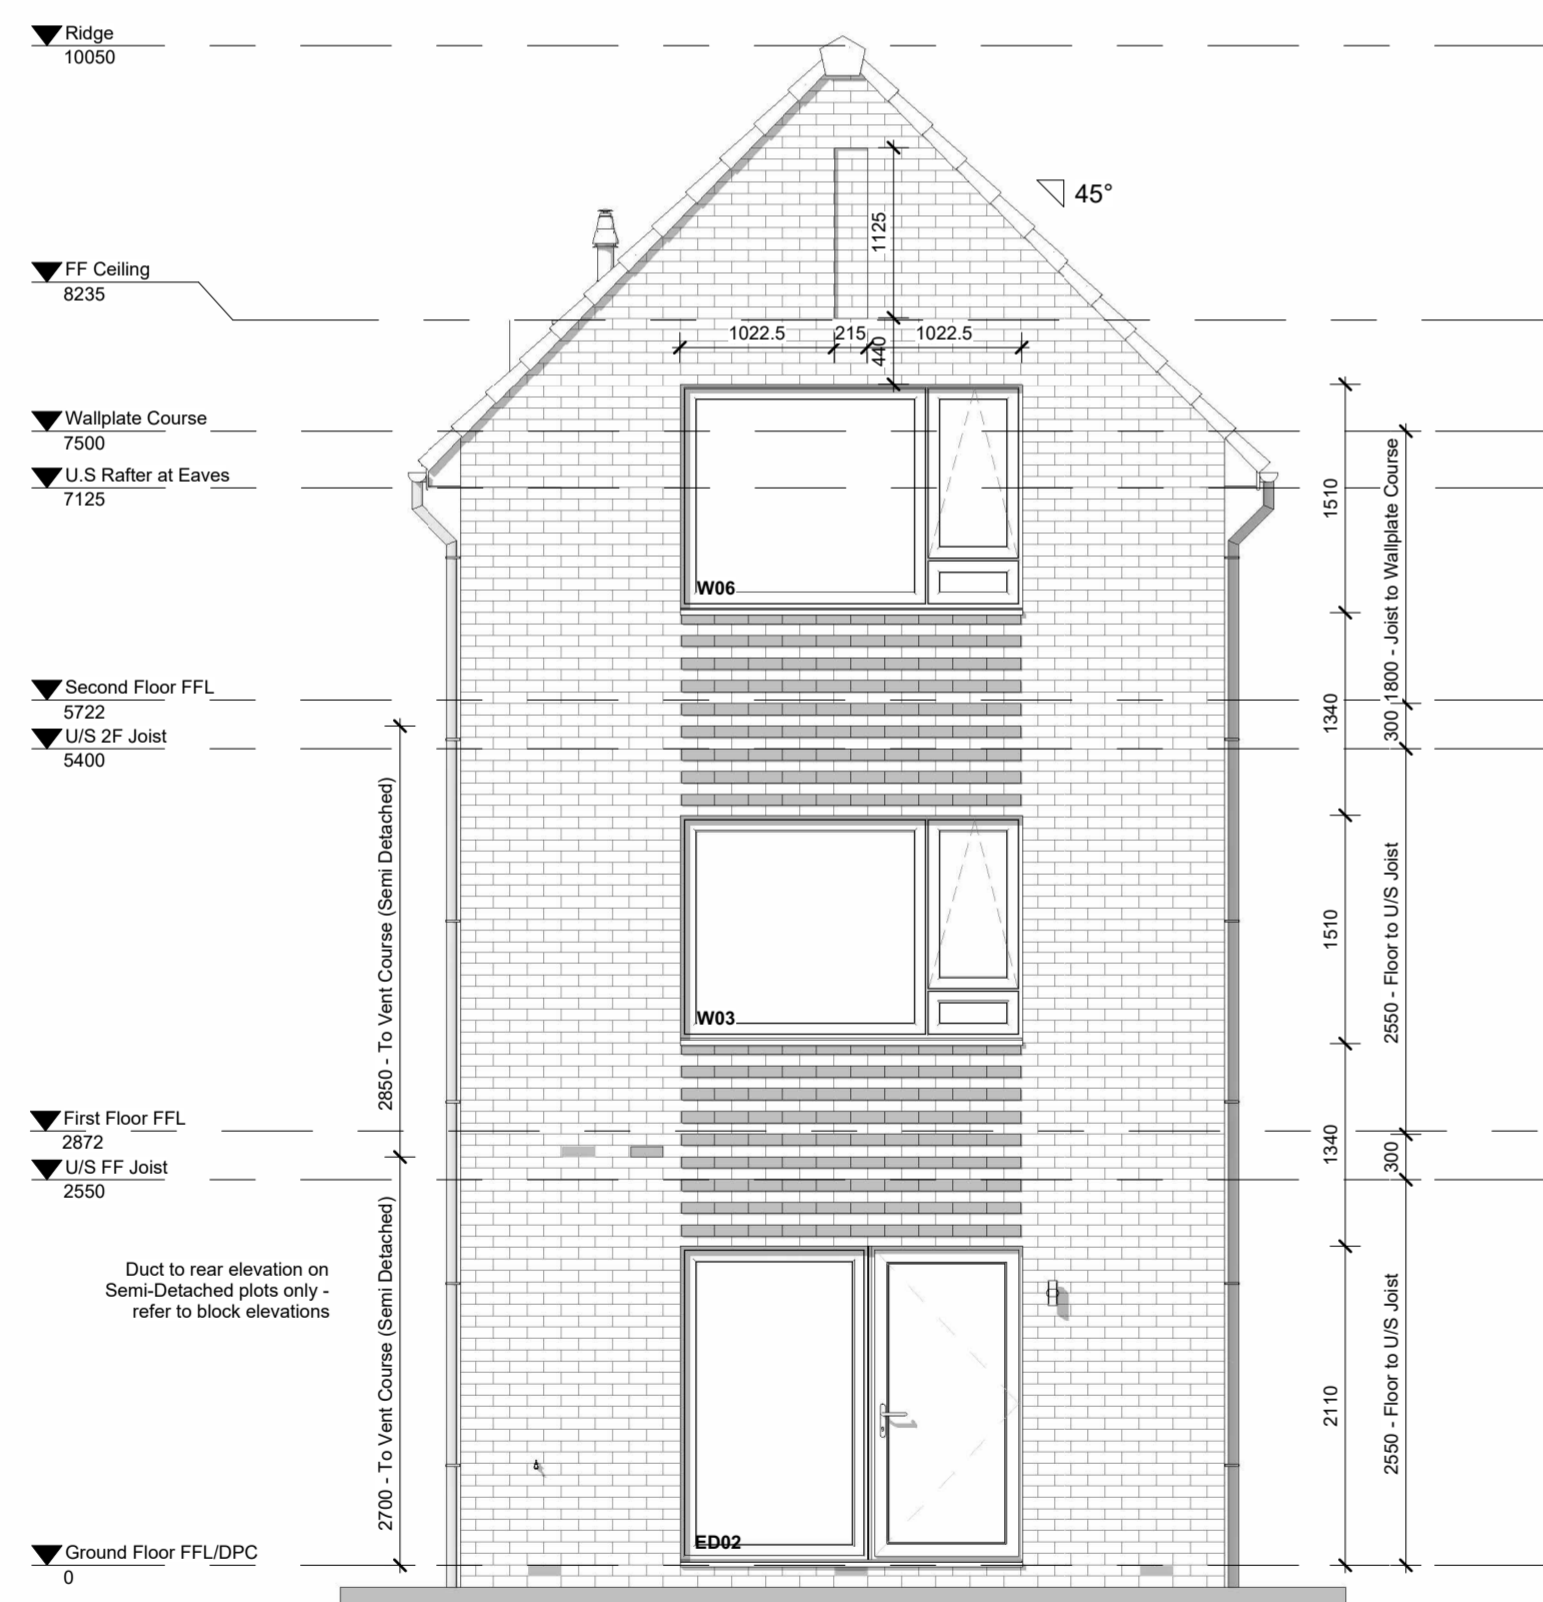 Ridge
10050
45°
1125
FF Ceiling
8235
1022.5
215
1022.5
440
Wallplate Course
7500
U.S Rafter at Eaves
7125
1510
1800 - Joist to Wallplate Course
W06
Second Floor FFL
5722
1340
300
U/S 2F Joist
5400
2850 - To Vent Course (Semi Detached)
1510
2550 - Floor to U/S Joist
W03
First Floor FFL
2872
1340
300
U/S FF Joist
2550
Duct to rear elevation on
Semi-Detached plots only -
refer to block elevations
2700 - To Vent Course (Semi Detached)
2110
2550 - Floor to U/S Joist
ED02
Ground Floor FFL/DPC
0